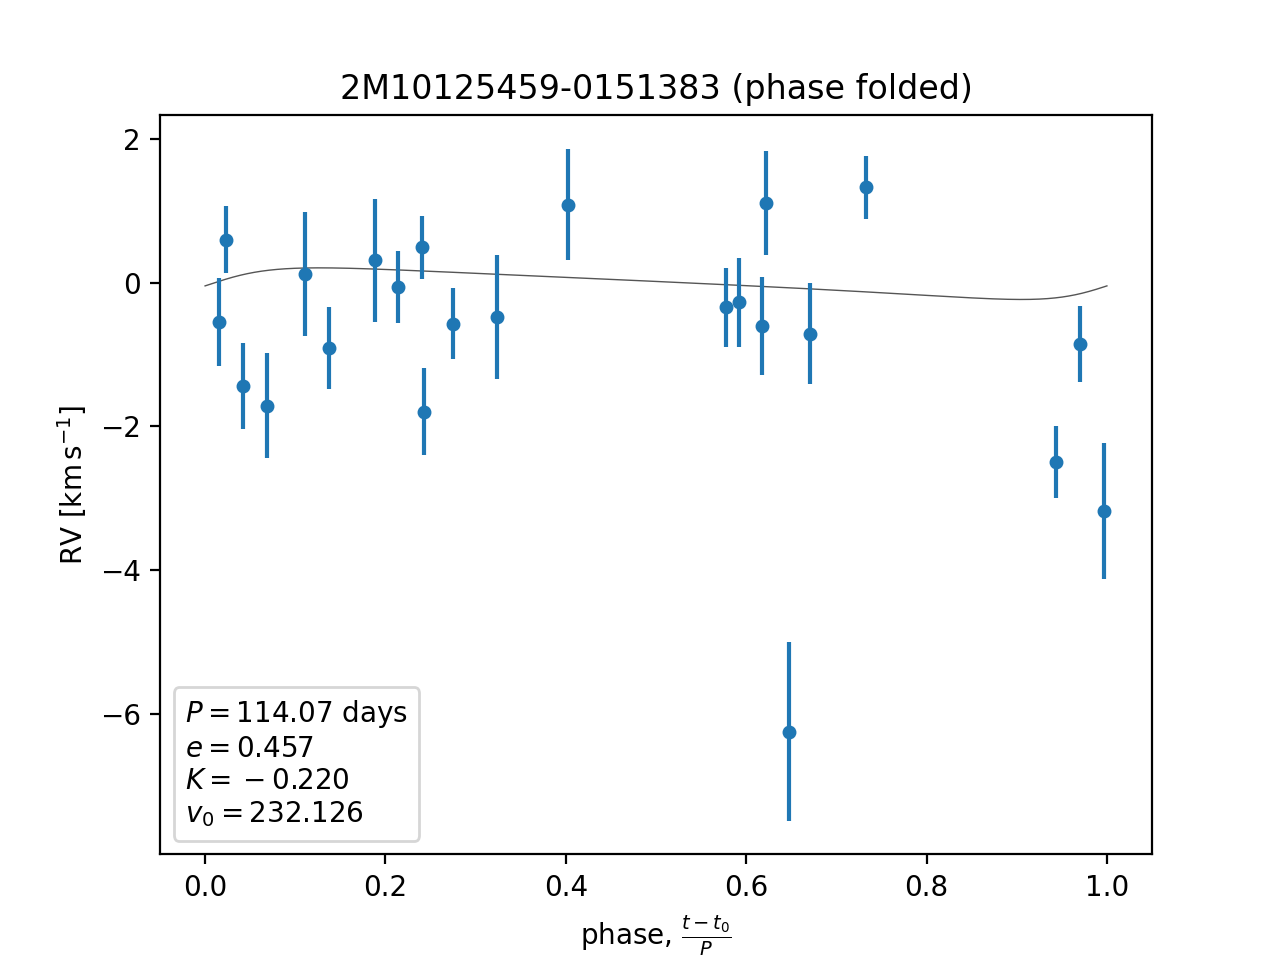 2M10125459-0151383 (phase folded)
RV [km s⁻¹]
2
0
−2
−4
−6
P = 114.07 days
e = 0.457
K = −0.220
v₀ = 232.126
0.0 0.2 0.4 0.6 0.8 1.0
phase, (t − t₀)/P